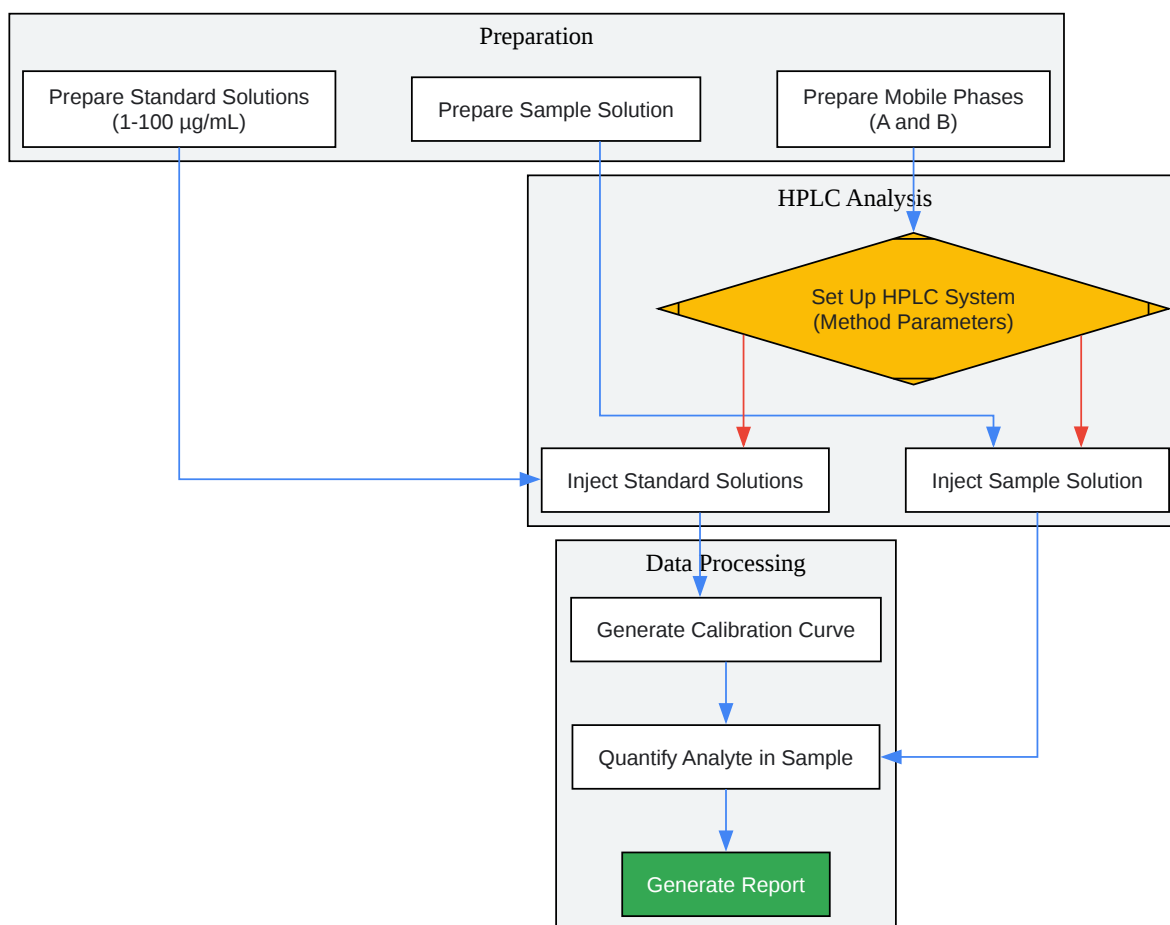 Preparation
Prepare Standard Solutions
(1-100 µg/mL)
Prepare Sample Solution
Prepare Mobile Phases
(A and B)
HPLC Analysis
Set Up HPLC System
(Method Parameters)
Inject Standard Solutions
Inject Sample Solution
Data Processing
Generate Calibration Curve
Quantify Analyte in Sample
Generate Report